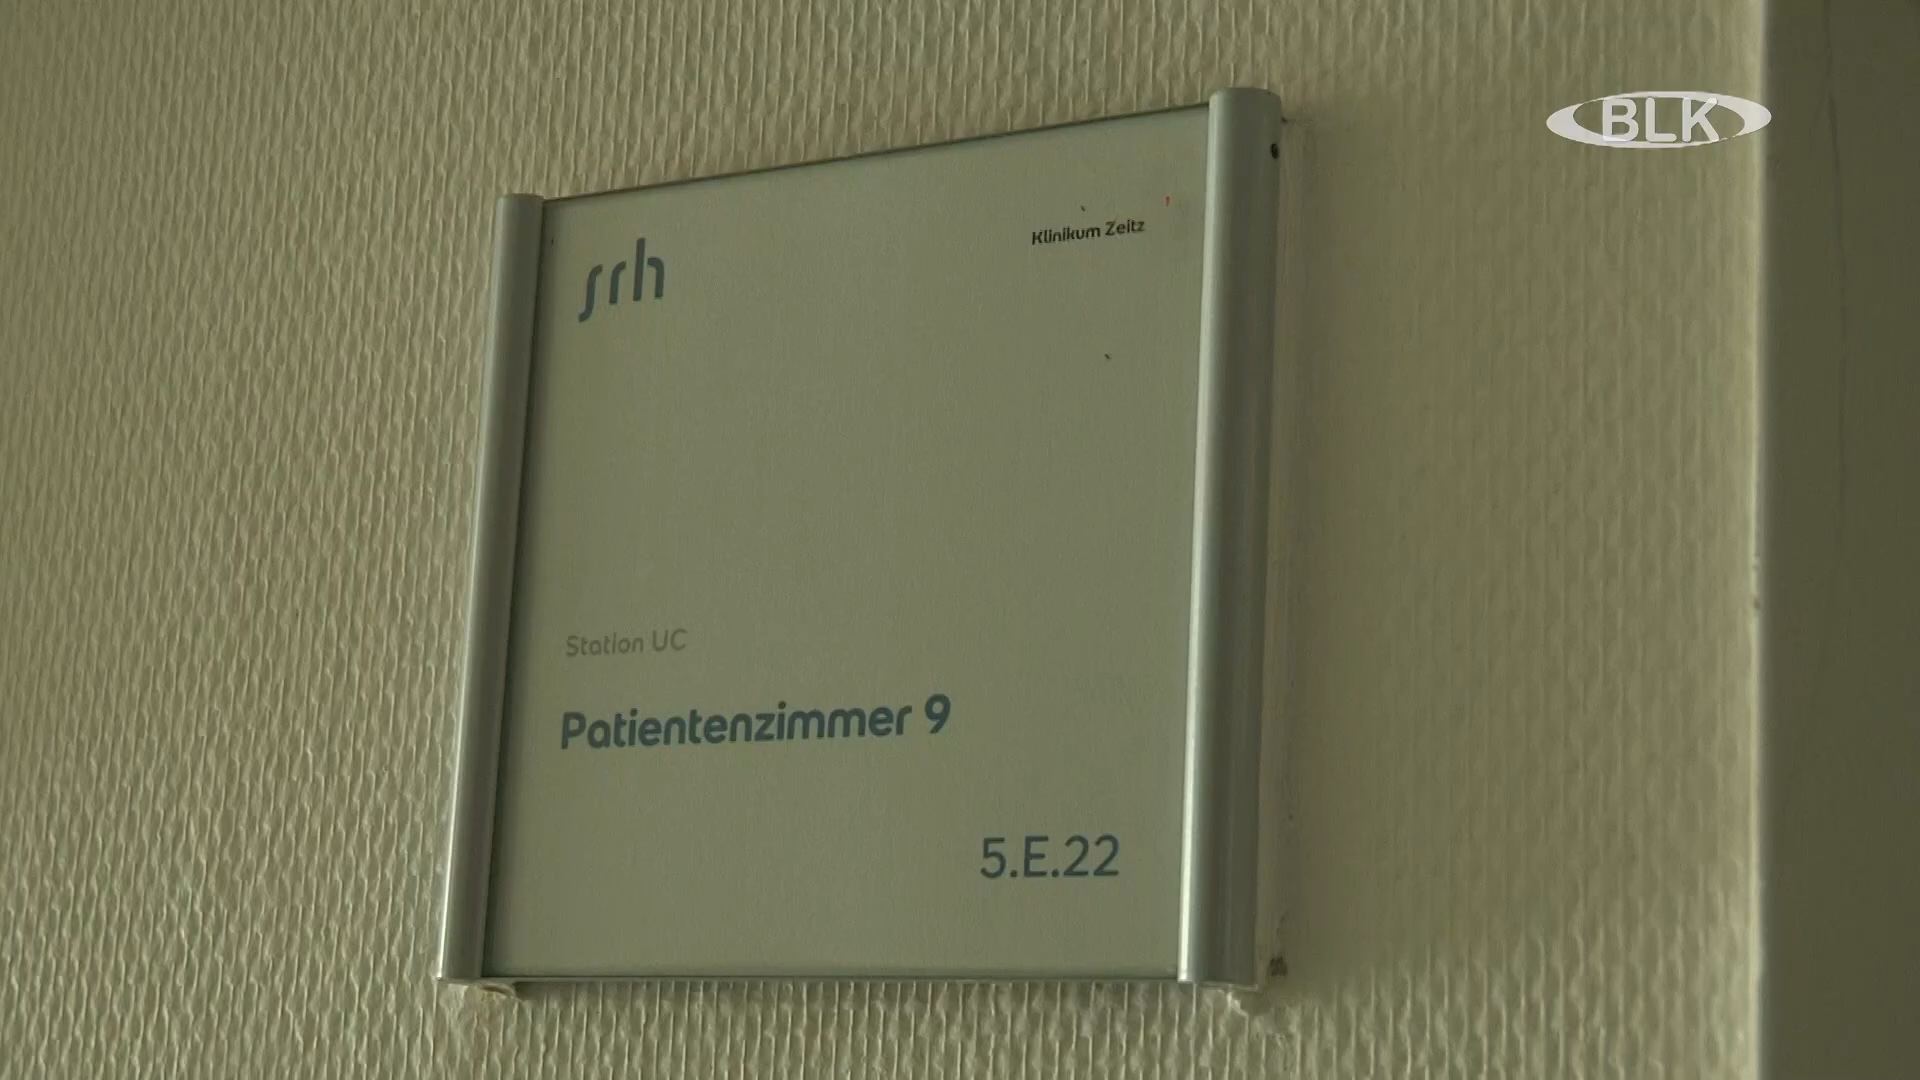 BLK
srh
Klinikum Zeitz
Station UC
Patientenzimmer 9
5.E.22